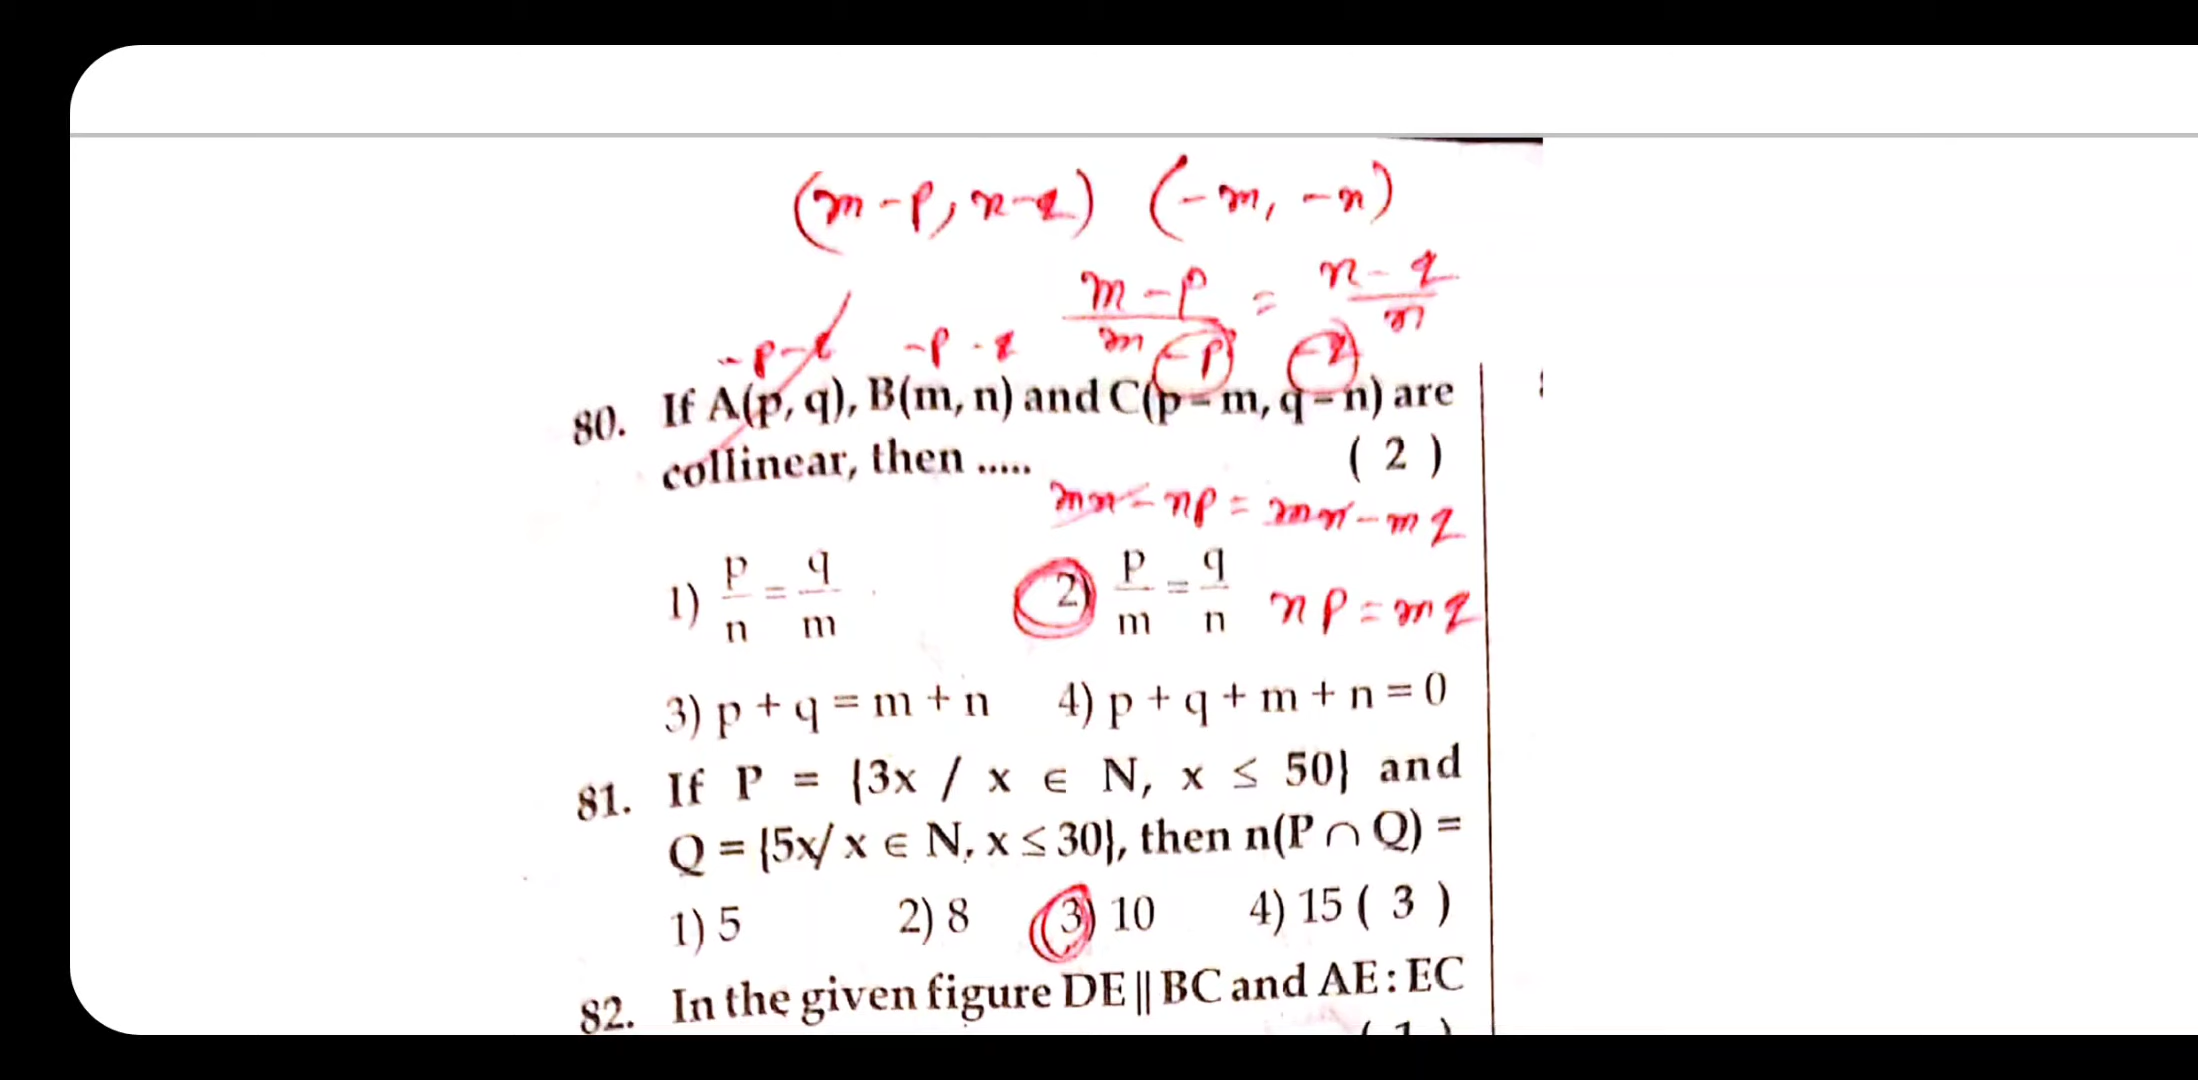 (m-p, n-q) (-m, -n)
m-p/m = n-q/n
-p-q -p-q -p -q
80. If A(p, q), B(m, n) and C(p – m, q – n) are
collinear, then ..... ( 2 )
mn - np = mn - mq
1) p/n = q/m 2) p/m = q/n np = mq
3) p + q = m + n 4) p + q + m + n = 0
81. If P = {3x / x ∈ N, x ≤ 50} and
Q = {5x/ x ∈ N, x ≤ 30}, then n(P ∩ Q) =
1) 5 2) 8 3) 10 4) 15 ( 3 )
82. In the given figure DE || BC and AE : EC